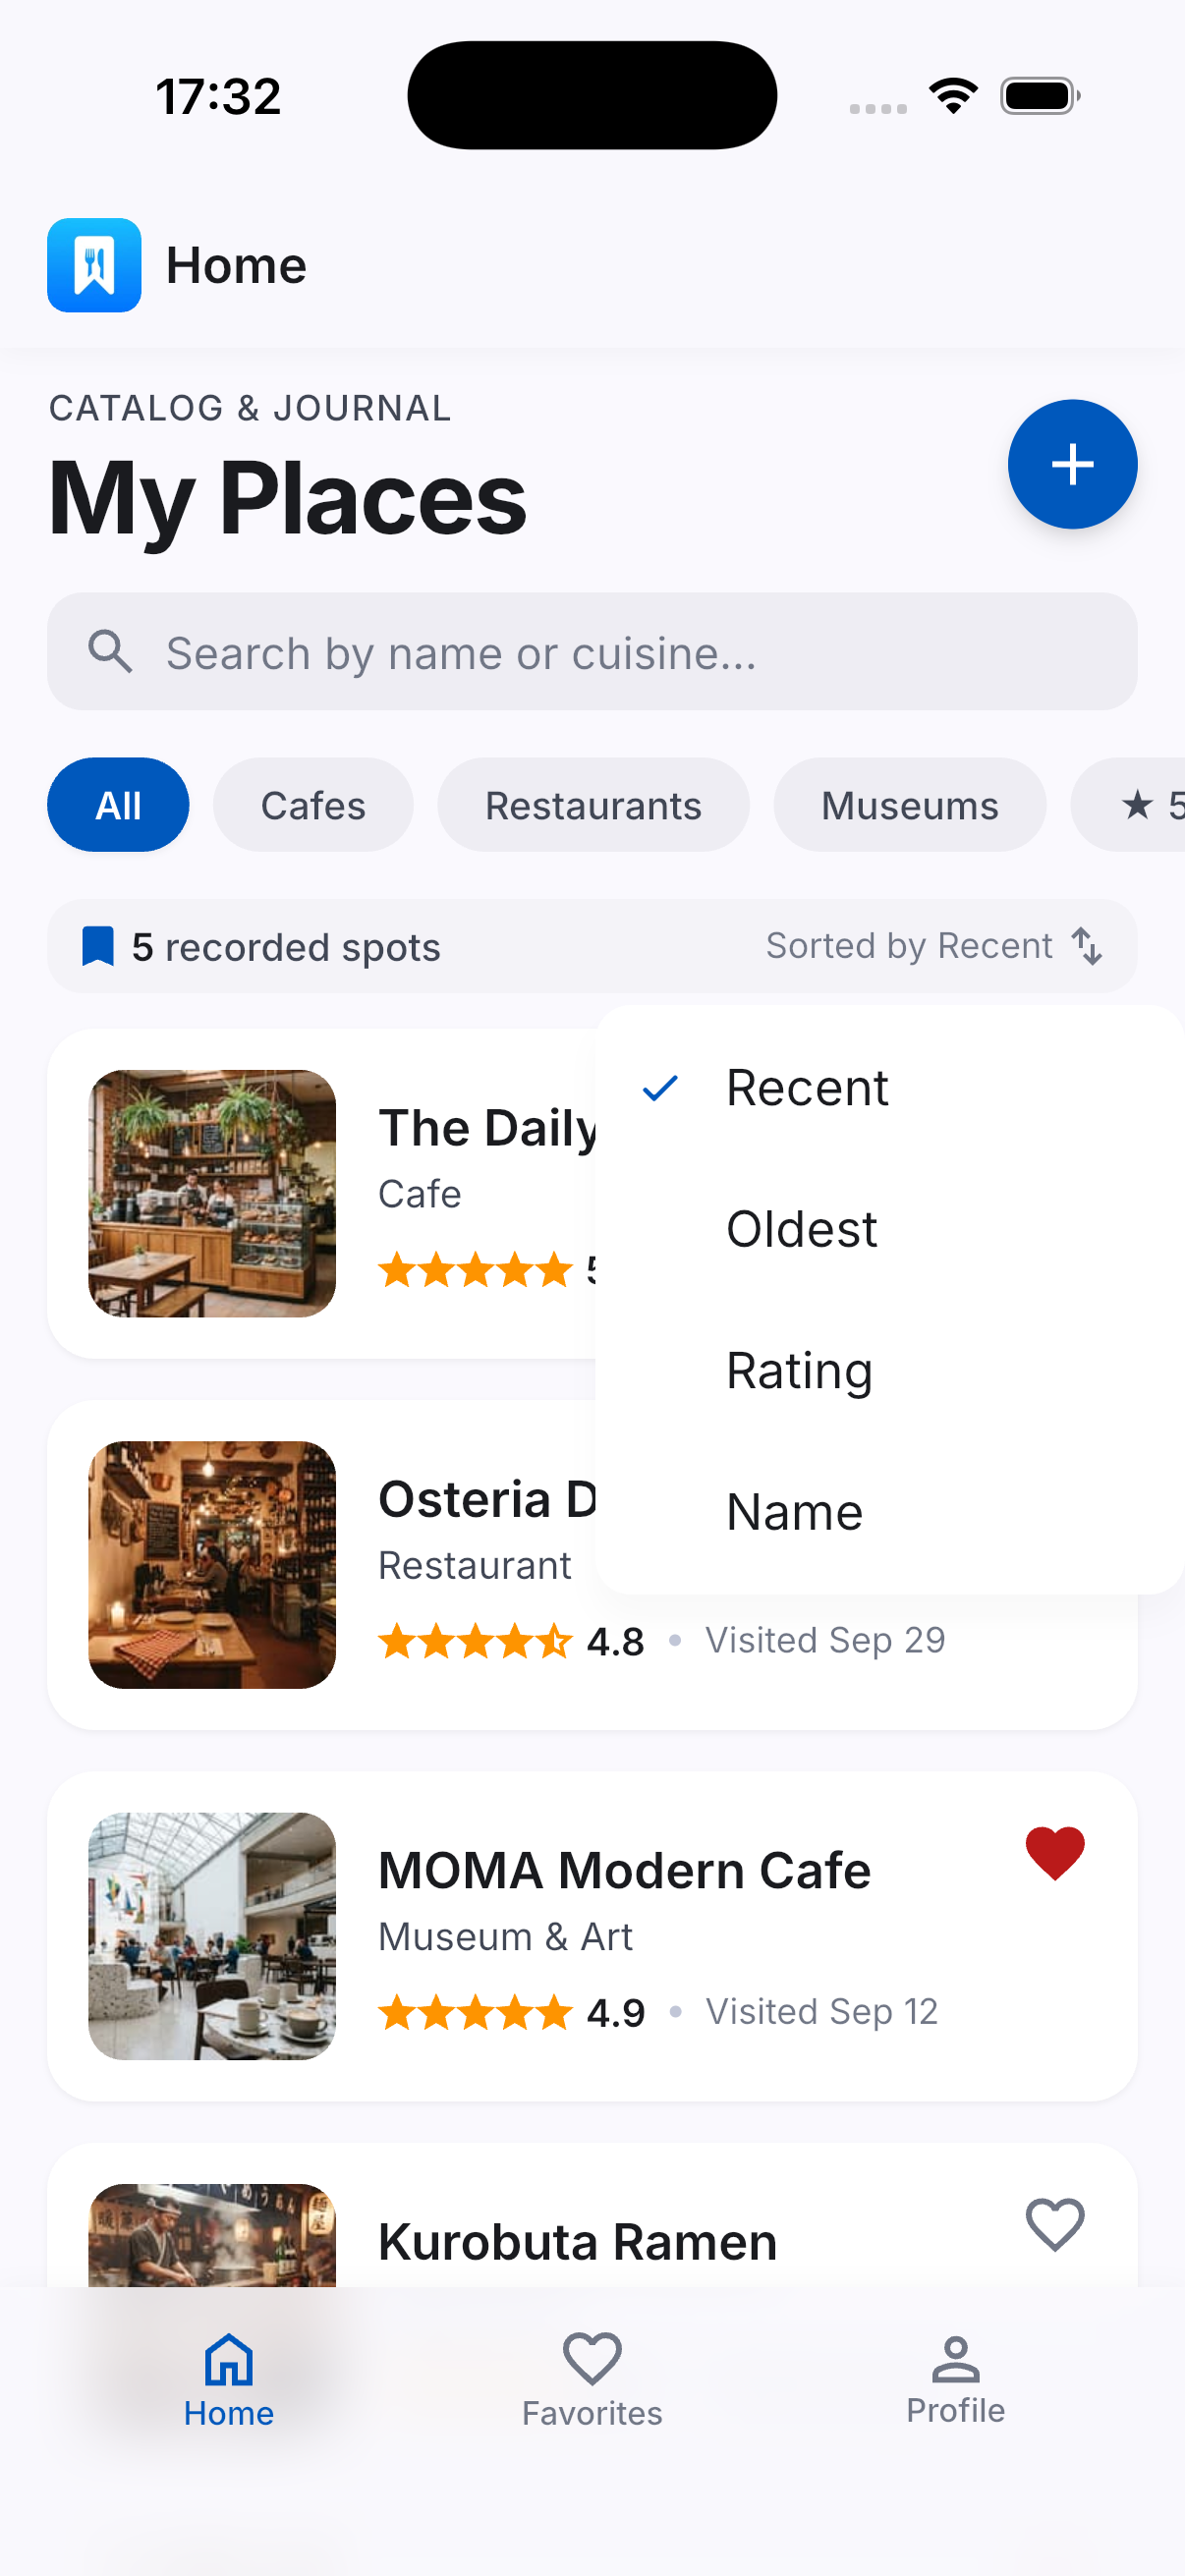 17:32
Home
CATALOG & JOURNAL
My Places
Search by name or cuisine...
All
Cafes
Restaurants
Museums
★ 5
5 recorded spots
Sorted by Recent
Recent
Oldest
Rating
Name
The Daily
Cafe
Osteria
Restaurant
4.8 • Visited Sep 29
MOMA Modern Cafe
Museum & Art
4.9 • Visited Sep 12
Kurobuta Ramen
Home
Favorites
Profile